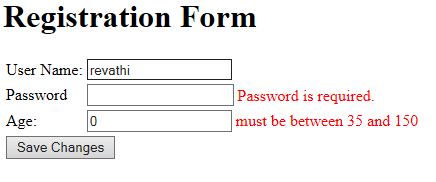 Registration Form
User Name: revathi
Password Password is required.
Age: 0 must be between 35 and 150
Save Changes